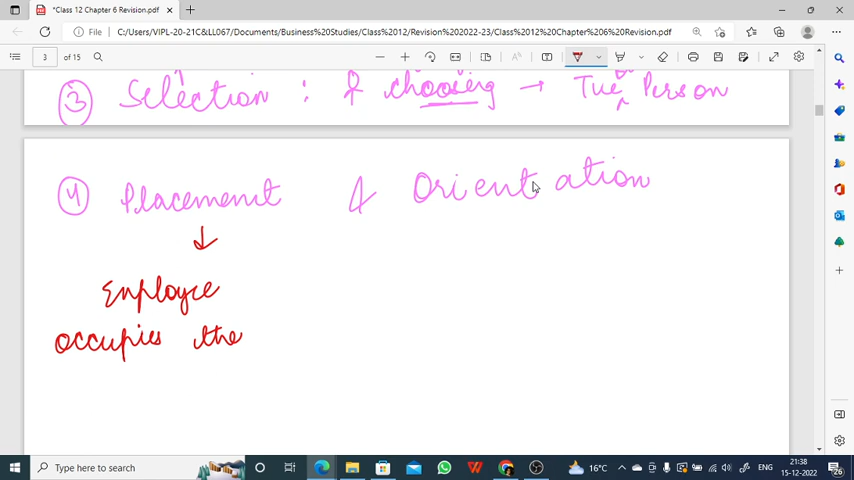 *Class 12 Chapter 6 Revision.pdf
File C:/Users/VIPL-20-21C&LL067/Documents/Business%20Studies/Class%2012/Revision%202022-23/Class%2012%20Chapter%206%20Revision.pdf
3 of 15
③ Selection : choosing → Person
④ Placement & Orientation
↓
Employee
occupies the
Type here to search
16°C
ENG
21:38
15-12-2022
26